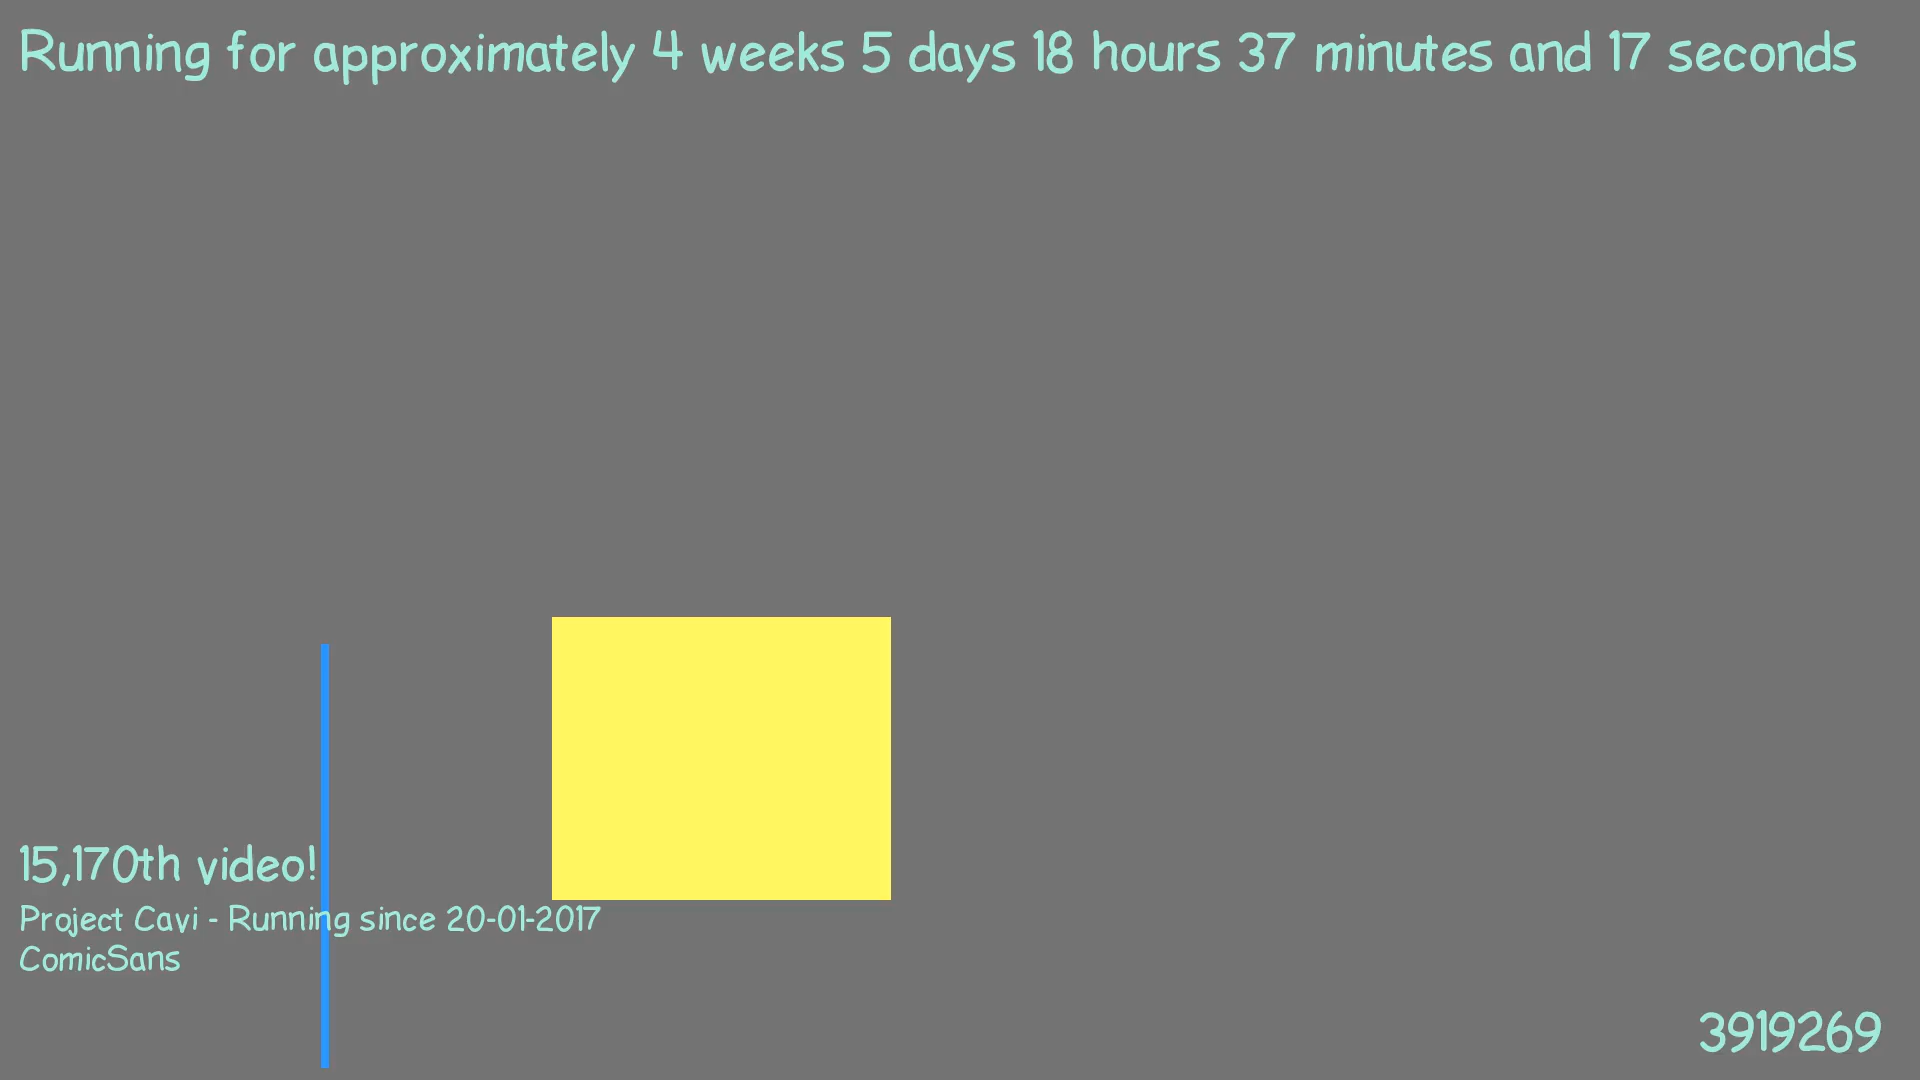 Running for approximately 4 weeks 5 days 18 hours 37 minutes and 17 seconds
15,170th video!
Project Cavi - Running since 20-01-2017
ComicSans
3919269